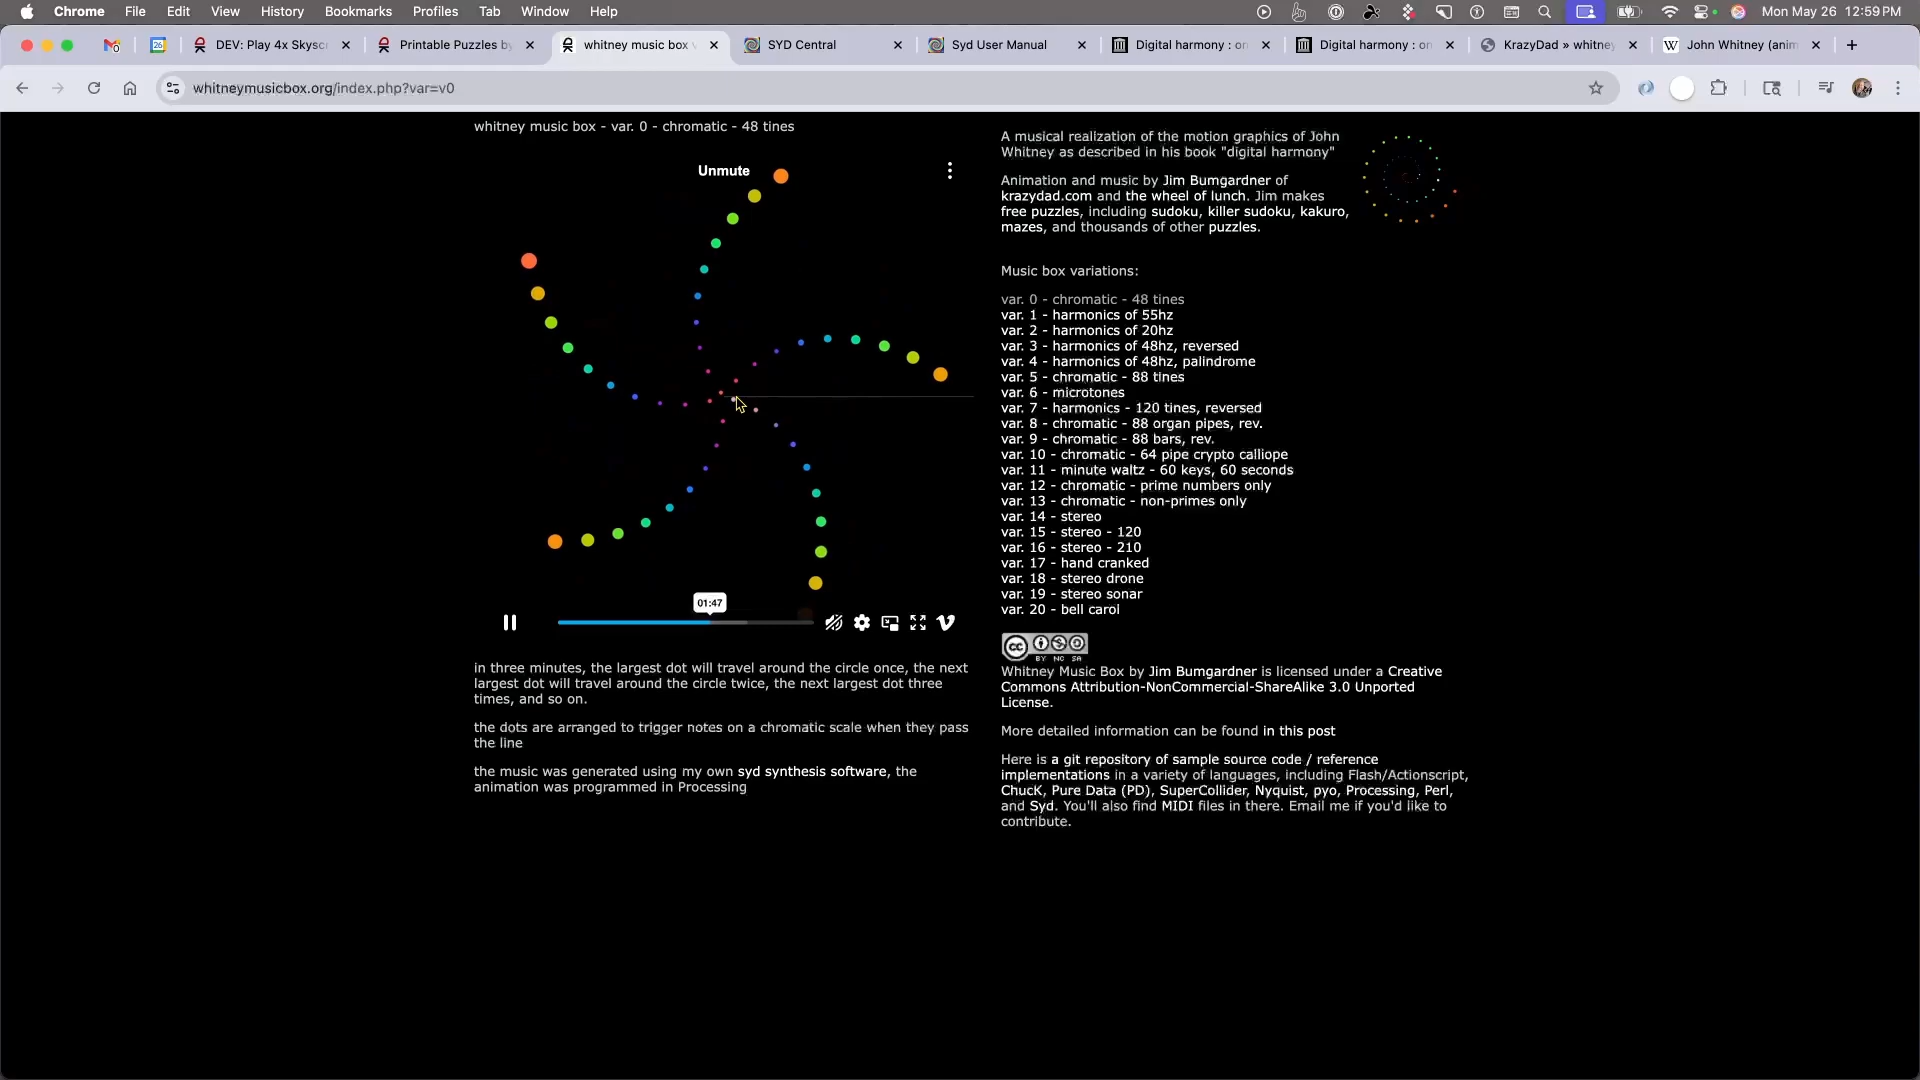 Chrome File Edit View History Bookmarks Profiles Tab Window Help Mon May 26 12:59 PM
DEV: Play 4x Skysc
Printable Puzzles by
whitney music box v
SYD Central
Syd User Manual
Digital harmony : on
Digital harmony : on
KrazyDad » whitney
John Whitney (anim
whitneymusicbox.org/index.php?var=v0
whitney music box - var. 0 - chromatic - 48 tines
Unmute
01:47
in three minutes, the largest dot will travel around the circle once, the next
largest dot will travel around the circle twice, the next largest dot three
times, and so on.
the dots are arranged to trigger notes on a chromatic scale when they pass
the line
the music was generated using my own syd synthesis software, the
animation was programmed in Processing
A musical realization of the motion graphics of John
Whitney as described in his book "digital harmony"
Animation and music by Jim Bumgardner of
krazydad.com and the wheel of lunch. Jim makes
free puzzles, including sudoku, killer sudoku, kakuro,
mazes, and thousands of other puzzles.
Music box variations:
var. 0 - chromatic - 48 tines
var. 1 - harmonics of 55hz
var. 2 - harmonics of 20hz
var. 3 - harmonics of 48hz, reversed
var. 4 - harmonics of 48hz, palindrome
var. 5 - chromatic - 88 tines
var. 6 - microtones
var. 7 - harmonics - 120 tines, reversed
var. 8 - chromatic - 88 organ pipes, rev.
var. 9 - chromatic - 88 bars, rev.
var. 10 - chromatic - 64 pipe crypto calliope
var. 11 - minute waltz - 60 keys, 60 seconds
var. 12 - chromatic - prime numbers only
var. 13 - chromatic - non-primes only
var. 14 - stereo
var. 15 - stereo - 120
var. 16 - stereo - 210
var. 17 - hand cranked
var. 18 - stereo drone
var. 19 - stereo sonar
var. 20 - bell carol
cc BY NC SA
Whitney Music Box by Jim Bumgardner is licensed under a Creative
Commons Attribution-NonCommercial-ShareAlike 3.0 Unported
License.
More detailed information can be found in this post
Here is a git repository of sample source code / reference
implementations in a variety of languages, including Flash/Actionscript,
ChucK, Pure Data (PD), SuperCollider, Nyquist, pyo, Processing, Perl,
and Syd. You'll also find MIDI files in there. Email me if you'd like to
contribute.